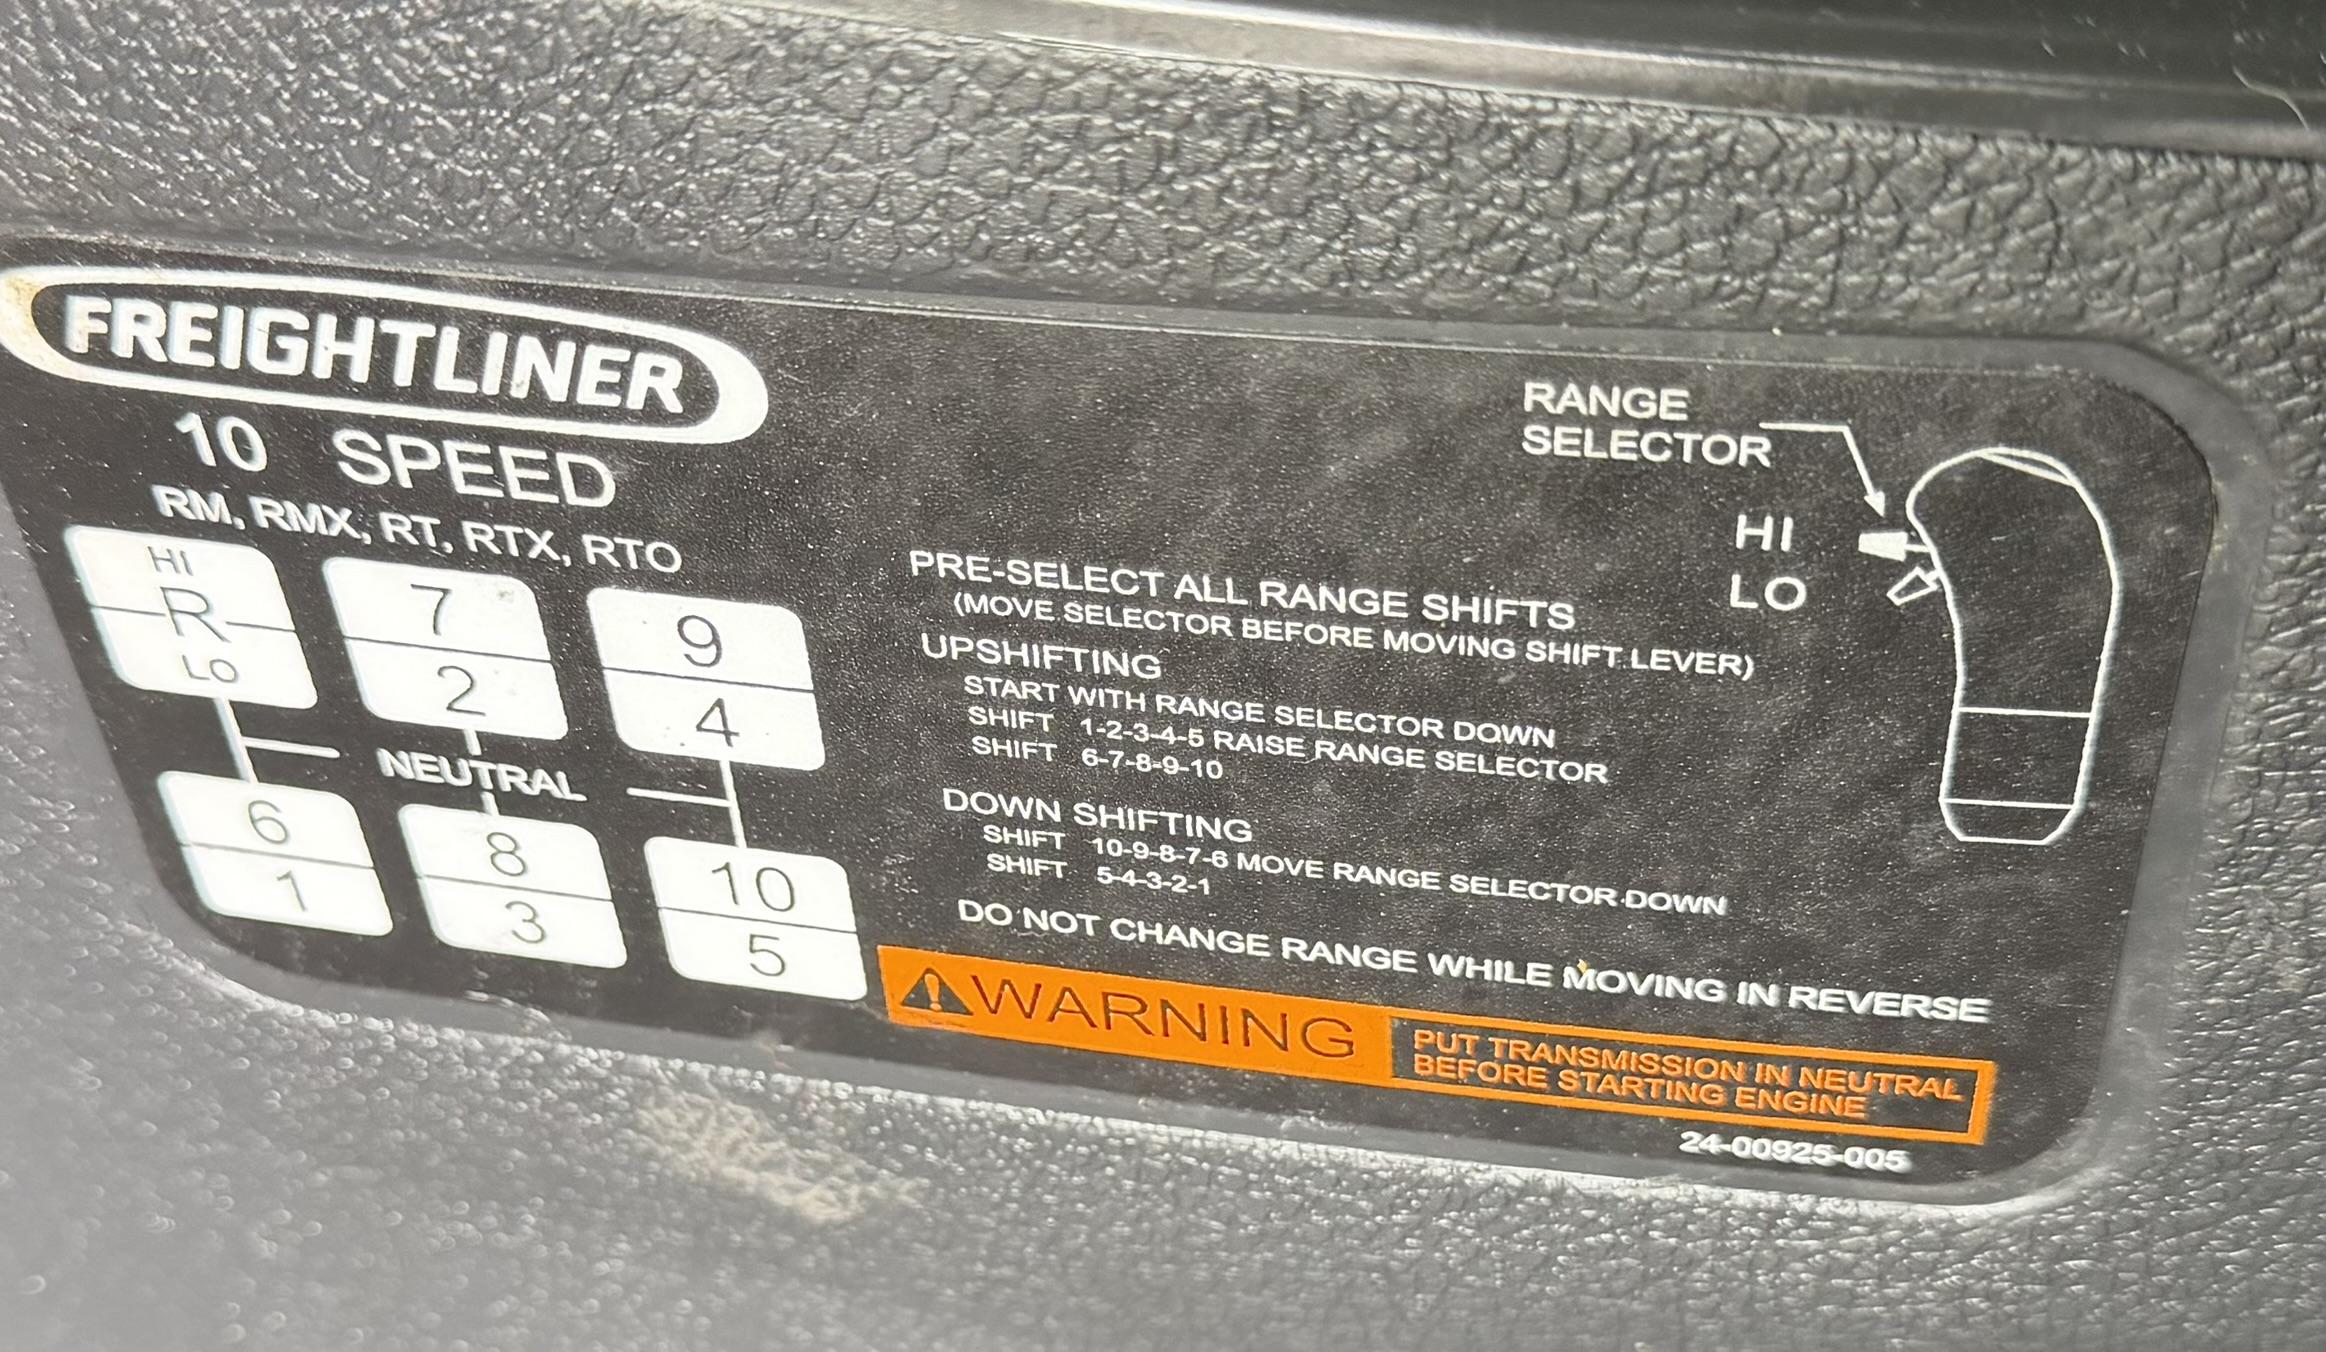 FREIGHTLINER
10 SPEED
RM, RMX, RT, RTX, RTO
HI
R
LO
7
2
9
4
NEUTRAL
6
1
8
3
10
5
RANGE
SELECTOR
HI
LO
PRE-SELECT ALL RANGE SHIFTS
(MOVE SELECTOR BEFORE MOVING SHIFT LEVER)
UPSHIFTING
START WITH RANGE SELECTOR DOWN
SHIFT 1-2-3-4-5 RAISE RANGE SELECTOR
SHIFT 6-7-8-9-10
DOWN SHIFTING
SHIFT 10-9-8-7-6 MOVE RANGE SELECTOR DOWN
SHIFT 5-4-3-2-1
DO NOT CHANGE RANGE WHILE MOVING IN REVERSE
WARNING
PUT TRANSMISSION IN NEUTRAL
BEFORE STARTING ENGINE
24-00925-005